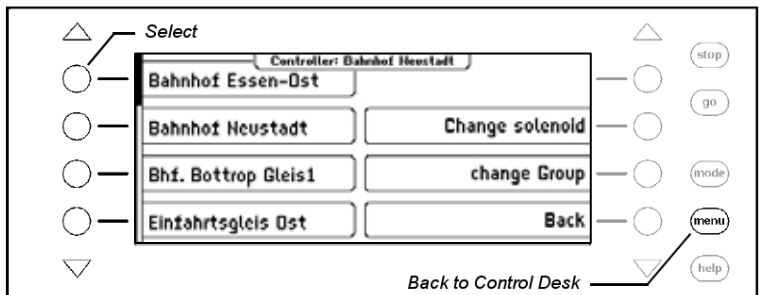 Select
stop
Controller: Bahnhof Neustadt
Bahnhof Essen-Ost
go
Bahnhof Neustadt
Change solenoid
Bhf. Bottrop Gleis1
change Group
mode
Einfahrtsgleis Ost
Back
menu
help
Back to Control Desk